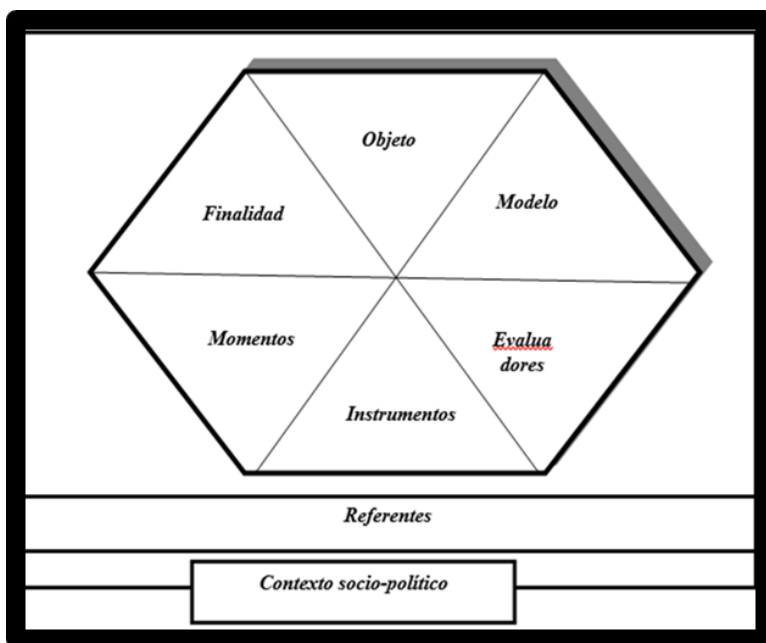 Objeto
Modelo
Finalidad
Momentos
Evalua
dores
Instrumentos
Referentes
Contexto socio-político